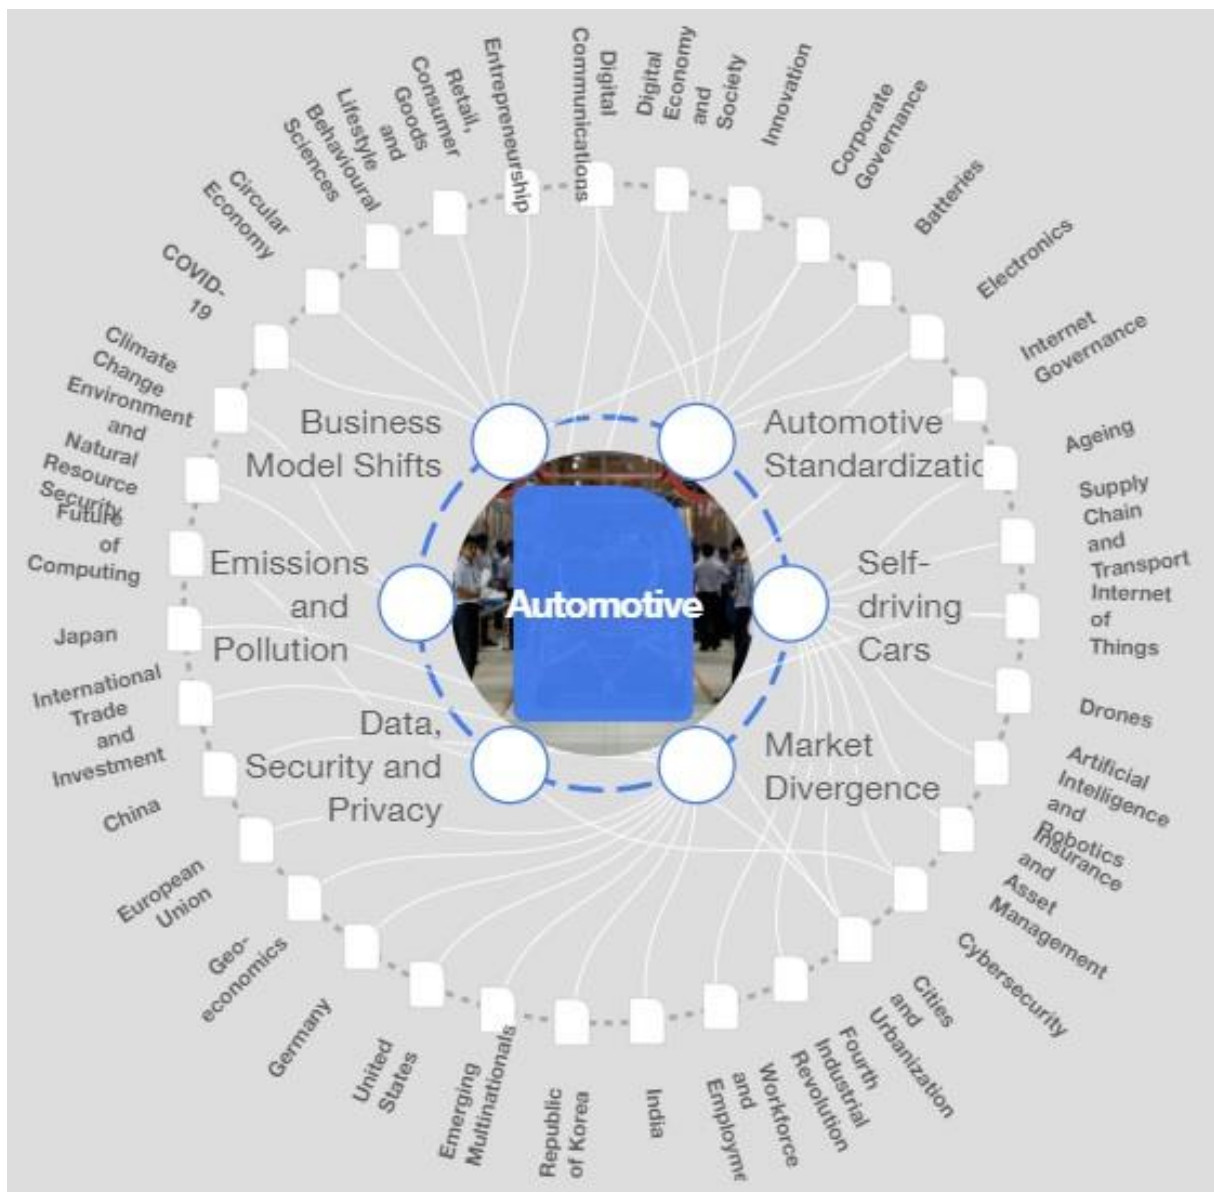 Entrepreneurship
Digital
Communications
Digital
Economy
and
Society
Innovation
Corporate
Governance
Batteries
Electronics
Internet
Governance
Ageing
Supply
Chain
and
Transport
Internet
of
Things
Drones
Artificial
Intelligence
and
Robotics
Insurance
and
Asset
Management
Cybersecurity
Cities
and
Urbanization
Fourth
Industrial
Revolution
Workforce
and
Employme
India
Republic
of Korea
Emerging
Multinationals
United
States
Germany
Geo-
economics
European
Union
China
International
Trade
and
Investment
Japan
Future
of
Computing
Environment
and
Natural
Resource
Security
Climate
Change
COVID-
19
Circular
Economy
Lifestyle
Behavioural
Sciences
Retail,
Consumer
Goods
and
Business
Model Shifts
Automotive
Standardizatio
Emissions
and
Pollution
Automotive
Self-
driving
Cars
Data,
Security and
Privacy
Market
Divergence